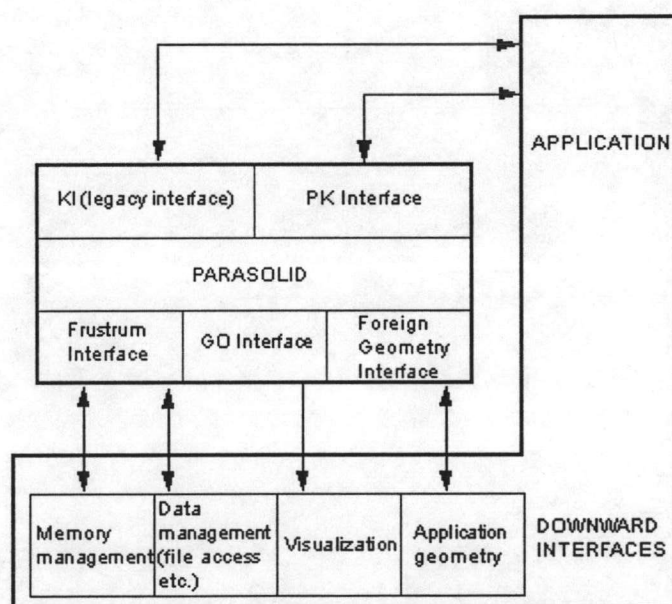 APPLICATION
KI (legacy interface)
PK Interface
PARASOLID
Frustrum
Interface
GO Interface
Foreign
Geometry
Interface
Memory
management
Data
management
(file access
etc.)
Visualization
Application
geometry
DOWNWARD
INTERFACES